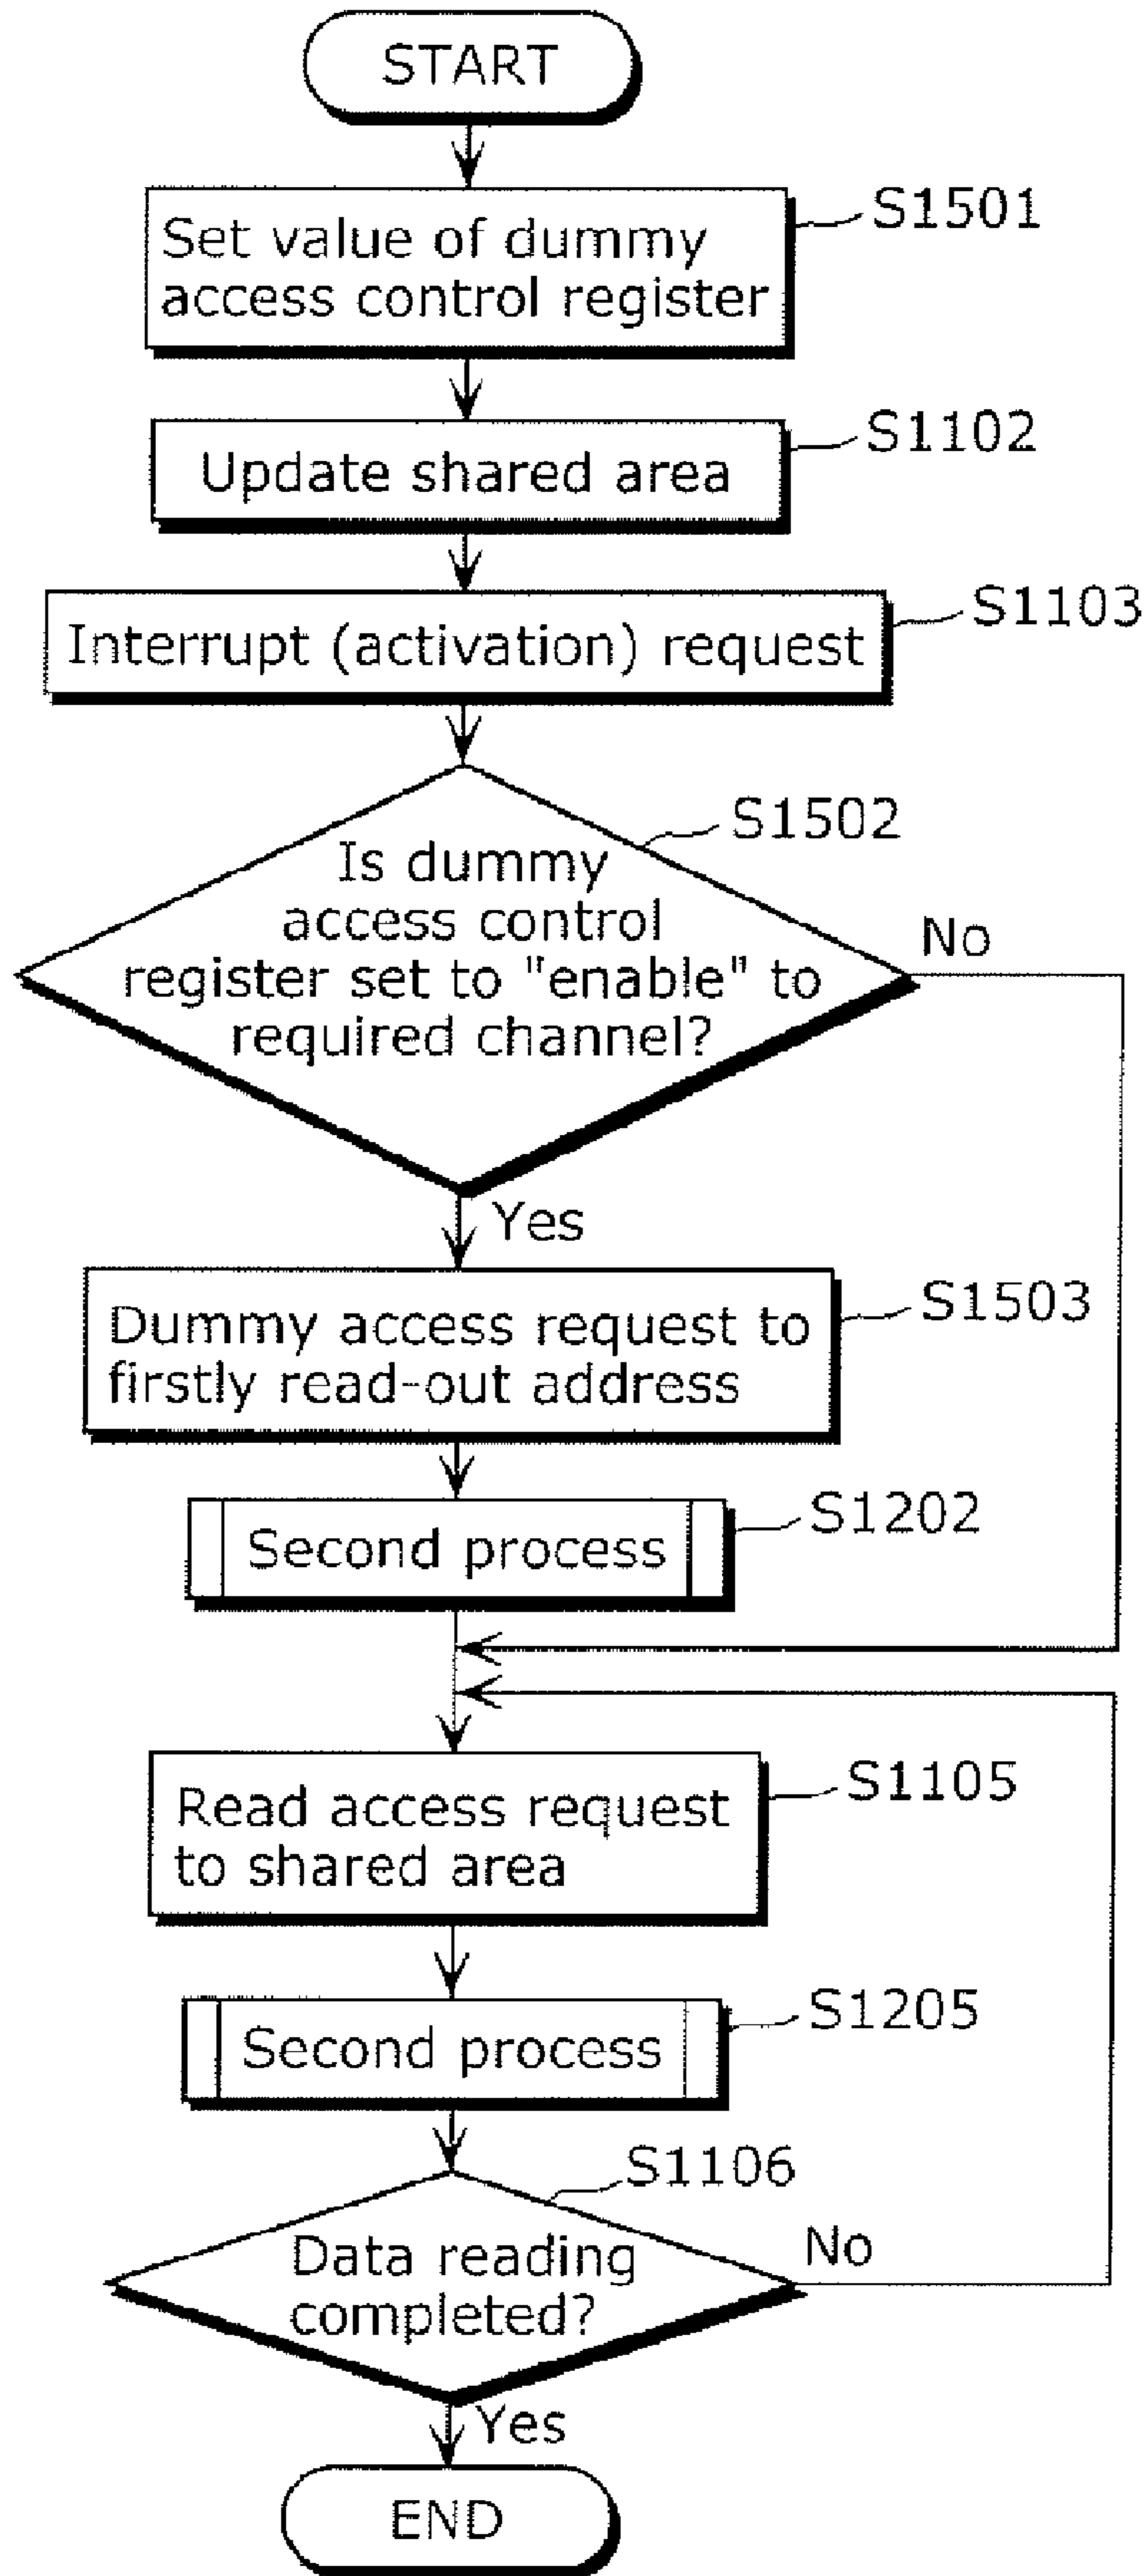 START
S1501
Set value of dummy
access control register
S1102
Update shared area
S1103
Interrupt (activation) request
S1502
Is dummy
access control
register set to "enable" to
required channel?
No
Yes
S1503
Dummy access request to
firstly read-out address
S1202
Second process
S1105
Read access request
to shared area
S1205
Second process
S1106
Data reading
completed?
No
Yes
END